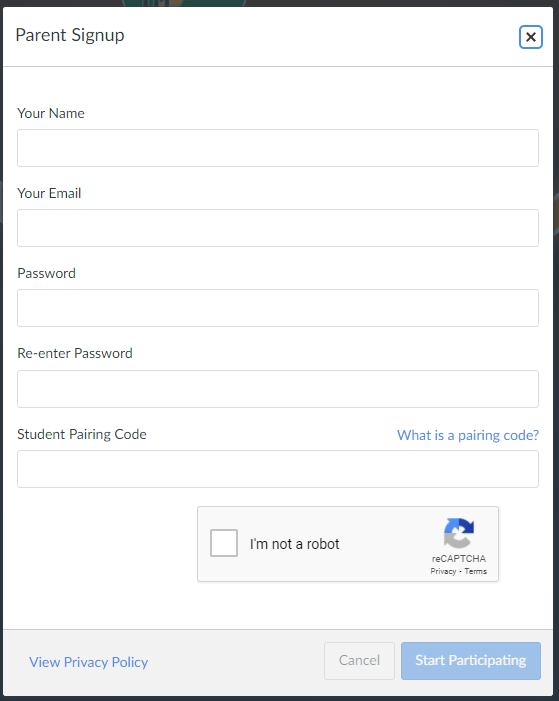 Parent Signup
Your Name
Your Email
Password
Re-enter Password
Student Pairing Code What is a pairing code?
I'm not a robot
reCAPTCHA
Privacy - Terms
View Privacy Policy Cancel Start Participating